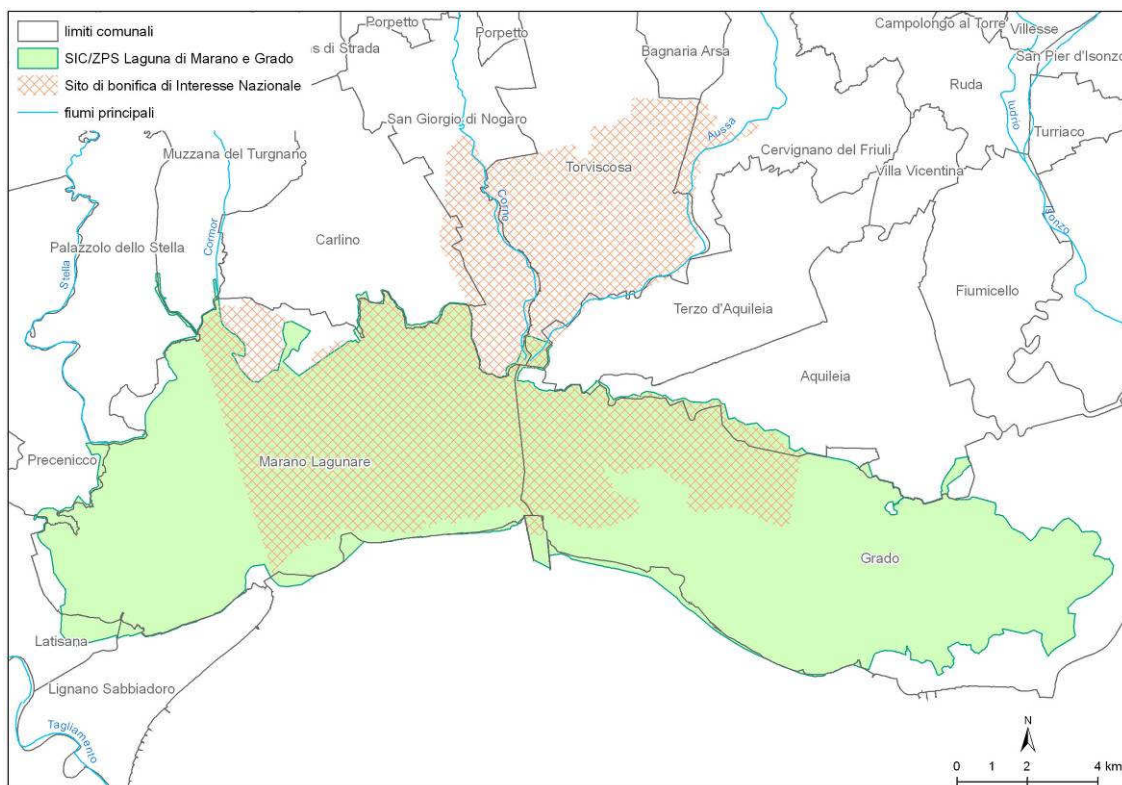 limiti comunali
SIC/ZPS Laguna di Marano e Grado
Sito di bonifica di Interesse Nazionale
fiumi principali
Porpetto
Porpetto
s di Strada
Bagnaria Arsa
Campolongo al Torre
Villesse
San Pier d'Isonzo
Ruda
Iudrio
Turriaco
San Giorgio di Nogaro
Aussa
Muzzana del Turgnano
Torviscosa
Cervignano del Friuli
Villa Vicentina
Corno
Isonzo
Palazzolo dello Stella
Cormor
Carlino
Stella
Terzo d'Aquileia
Fiumicello
Aquileia
Precenicco
Marano Lagunare
Grado
Latisana
Lignano Sabbiadoro
Tagliamento
N
0 1 2 4 km